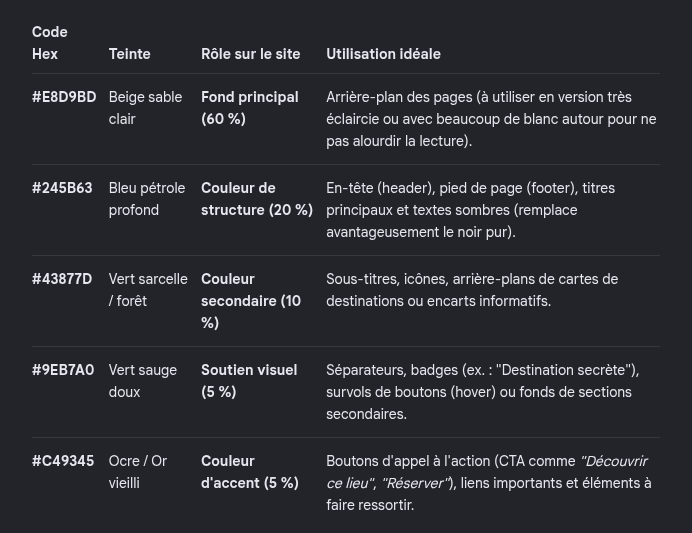 Code
Hex Teinte Rôle sur le site Utilisation idéale
#E8D9BD Beige sable Fond principal Arrière-plan des pages (à utiliser en version très
clair (60 %) éclaircie ou avec beaucoup de blanc autour pour ne
pas alourdir la lecture).
#245B63 Bleu pétrole Couleur de En-tête (header), pied de page (footer), titres
profond structure (20 %) principaux et textes sombres (remplace
avantageusement le noir pur).
#43877D Vert sarcelle Couleur Sous-titres, icônes, arrière-plans de cartes de
/ forêt secondaire (10 destinations ou encarts informatifs.
%)
#9EB7A0 Vert sauge Soutien visuel Séparateurs, badges (ex. : "Destination secrète"),
doux (5 %) survols de boutons (hover) ou fonds de sections
secondaires.
#C49345 Ocre / Or Couleur Boutons d'appel à l'action (CTA comme "Découvrir
vieilli d'accent (5 %) ce lieu", "Réserver"), liens importants et éléments à
faire ressortir.